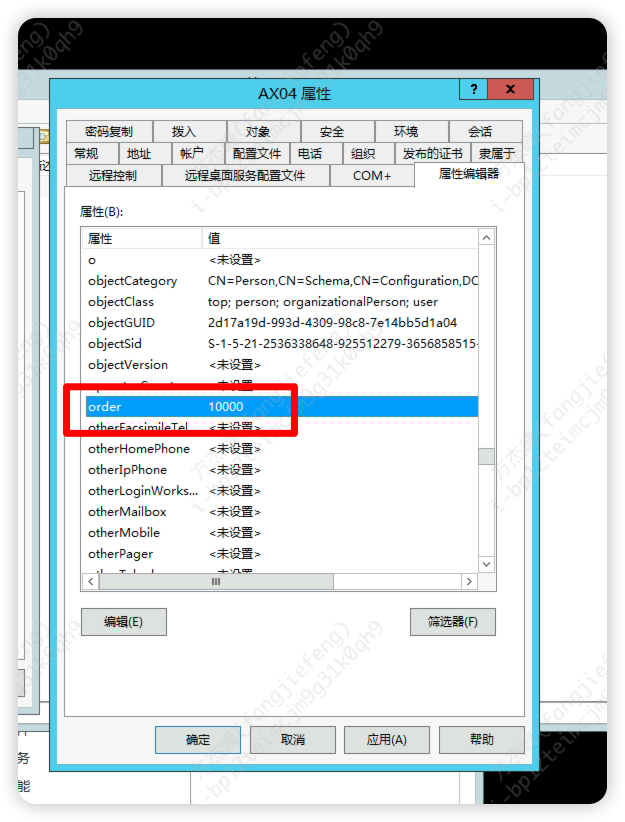 AX04 属性
?
x
密码复制 拨入 对象 安全 环境 会话
常规 地址 帐户 配置文件 电话 组织 发布的证书 隶属于
远程控制 远程桌面服务配置文件 COM+ 属性编辑器
属性(B):
属性 值
o <未设置>
objectCategory CN=Person,CN=Schema,CN=Configuration,DC
objectClass top; person; organizationalPerson; user
objectGUID 2d17a19d-993d-4309-98c8-7e14bb5d1a04
objectSid S-1-5-21-2536338648-925512279-3656858515-
objectVersion <未设置>
<未设置>
order 10000
otherFacsimileTel... <未设置>
otherHomePhone <未设置>
otherIpPhone <未设置>
otherLoginWorks... <未设置>
otherMailbox <未设置>
otherMobile <未设置>
otherPager <未设置>
编辑(E) 筛选器(F)
确定 取消 应用(A) 帮助
务
能